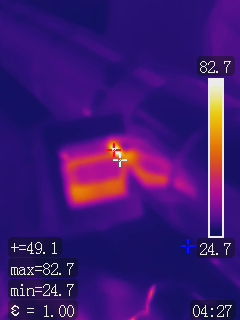 82.7
24.7
+=49.1
max=82.7
min=24.7
ε = 1.00
04:27